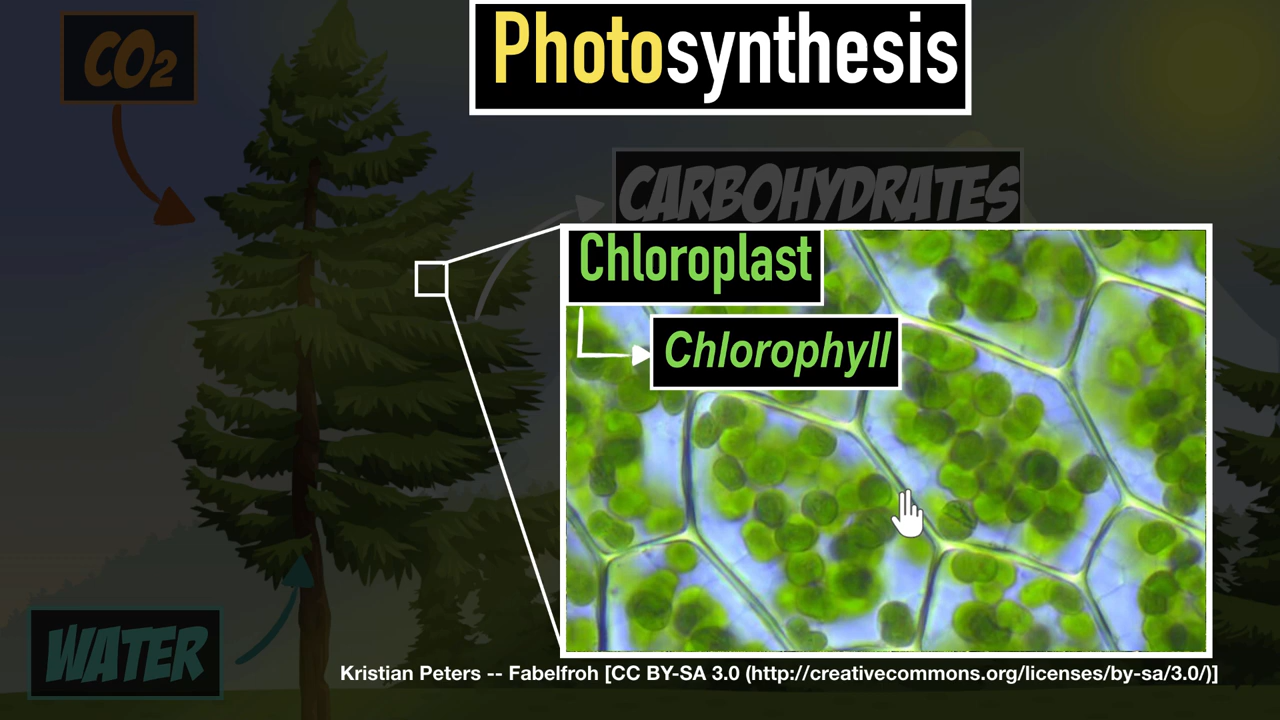 Photosynthesis
CO₂
CARBOHYDRATES
Chloroplast
Chlorophyll
WATER
Kristian Peters -- Fabelfroh [CC BY-SA 3.0 (http://creativecommons.org/licenses/by-sa/3.0/)]